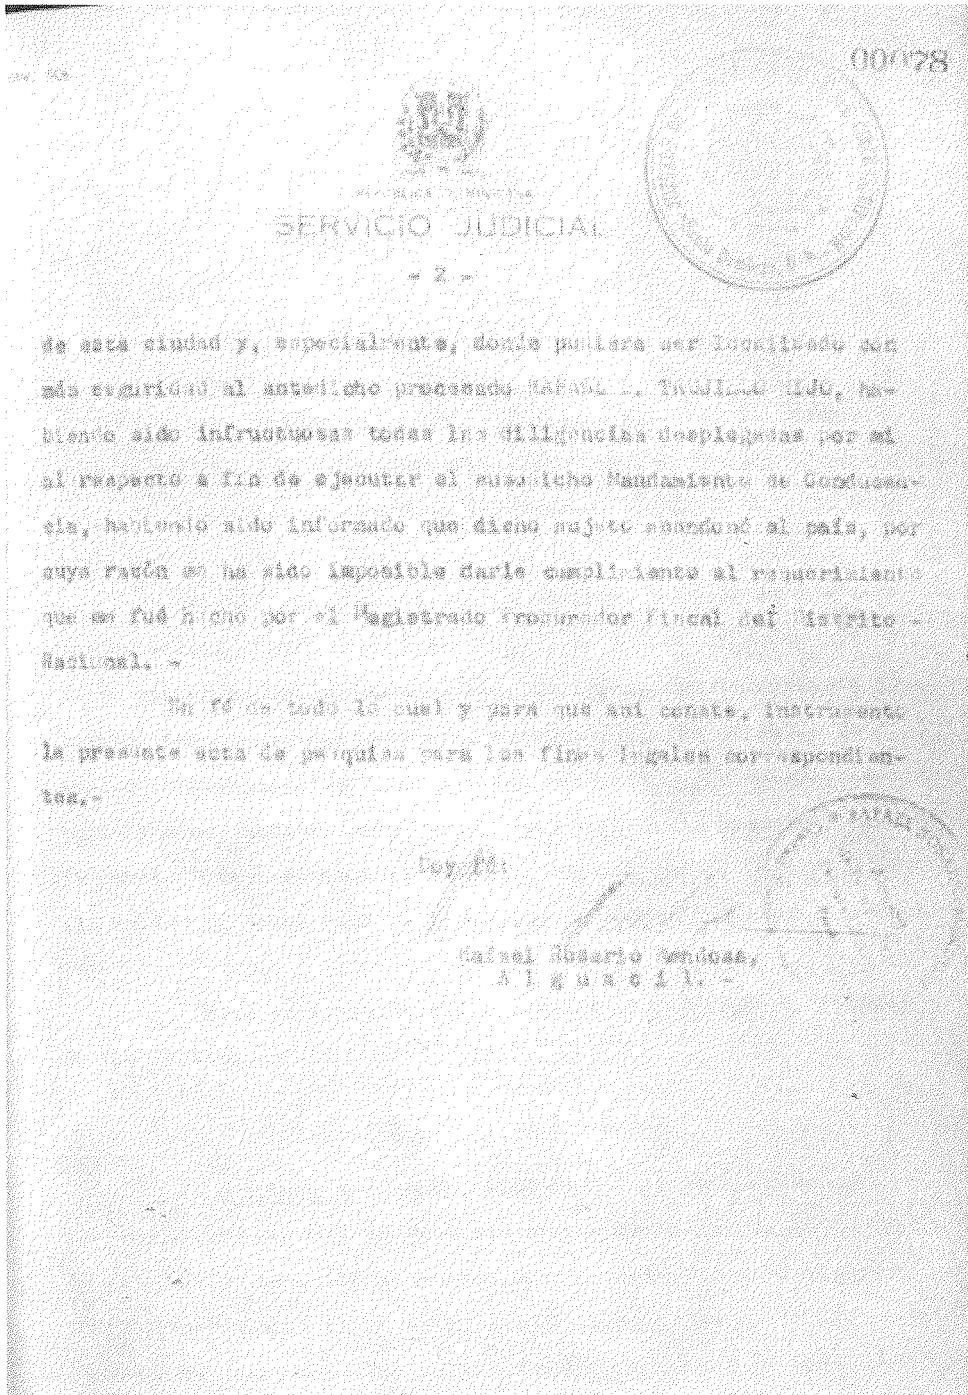 00078
REPUBLICA DOMINICANA
SERVICIO JUDICIAL
- 2 -
de esta ciudad y, especialmente, donde pudiera ser localizado con
más seguridad al antedicho procesado RAFAEL L. TRUJILLO HIJO, ha-
biendo sido infructuosas todas las diligencias desplegadas por mi
al respecto a fin de ejecutar el susodicho Mandamiento de Conducen-
cia, habiendo sido informado que dicho sujeto abandonó el país, por
cuya razón me ha sido imposible darle cumplimiento al requerimiento
que me fué hecho por el Magistrado Procurador Fiscal del Distrito -
Nacional. -
En fé de todo lo cual y para que así conste, instrumento
la presente acta de pesquisa para los fines legales correspondien-
tes.-
Doy Fé:
Rafael Rosario Mendosa,
A l g u a c i l. -